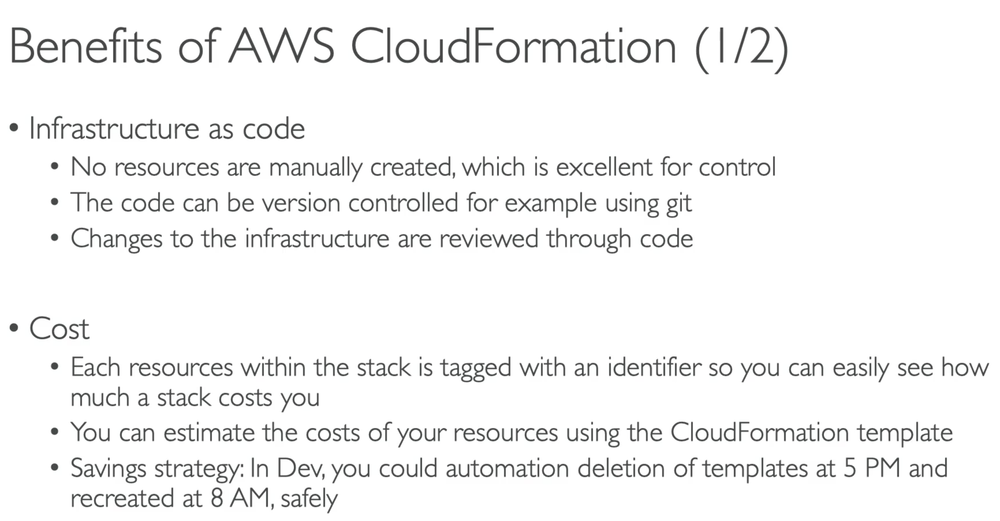 Benefits of AWS CloudFormation (1/2)
• Infrastructure as code
• No resources are manually created, which is excellent for control
• The code can be version controlled for example using git
• Changes to the infrastructure are reviewed through code
• Cost
• Each resources within the stack is tagged with an identifier so you can easily see how
much a stack costs you
• You can estimate the costs of your resources using the CloudFormation template
• Savings strategy: In Dev, you could automation deletion of templates at 5 PM and
recreated at 8 AM, safely